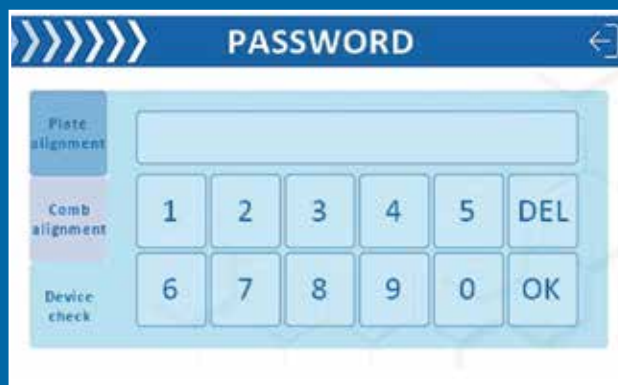 PASSWORD
Plate
alignment
Comb
alignment
Device
check
1 2 3 4 5 DEL
6 7 8 9 0 OK